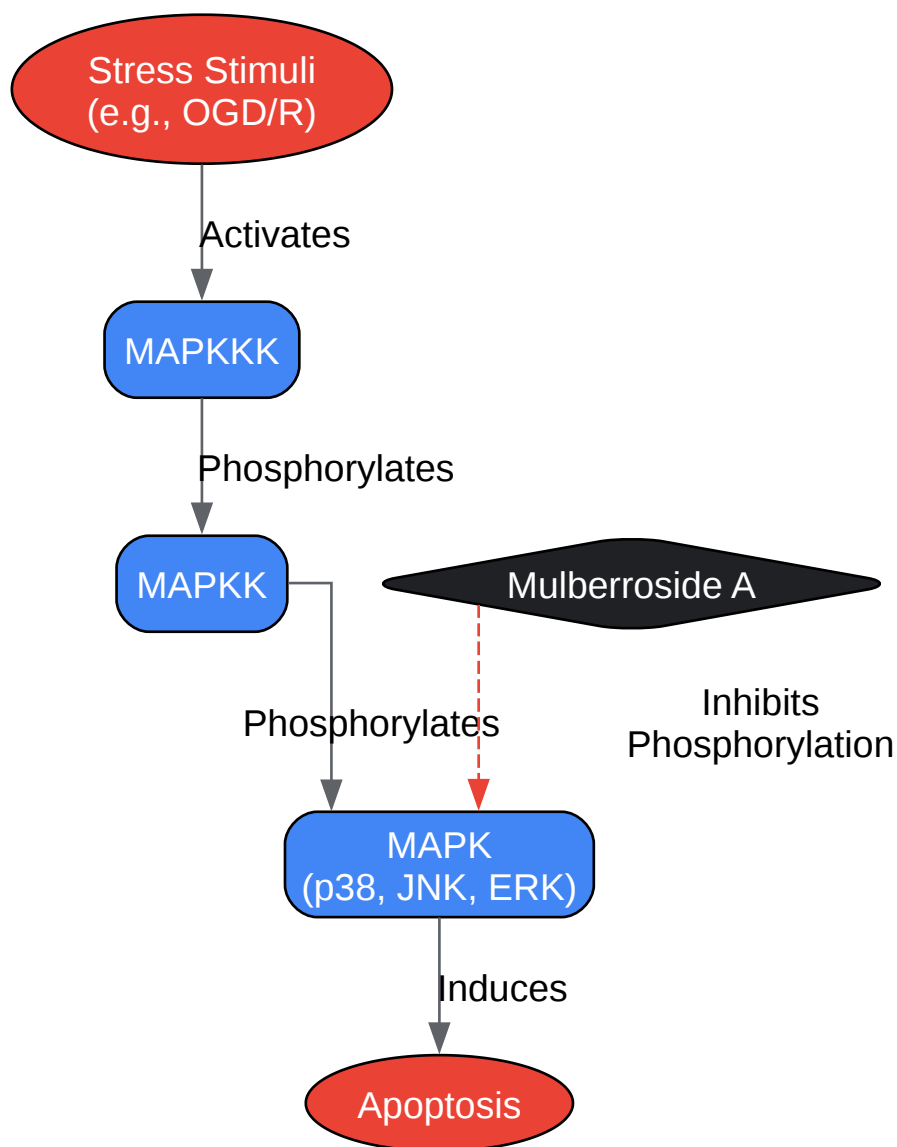 Stress Stimuli
(e.g., OGD/R)
Activates
MAPKKK
Phosphorylates
MAPKK
Mulberroside A
Phosphorylates
Inhibits
Phosphorylation
MAPK
(p38, JNK, ERK)
Induces
Apoptosis